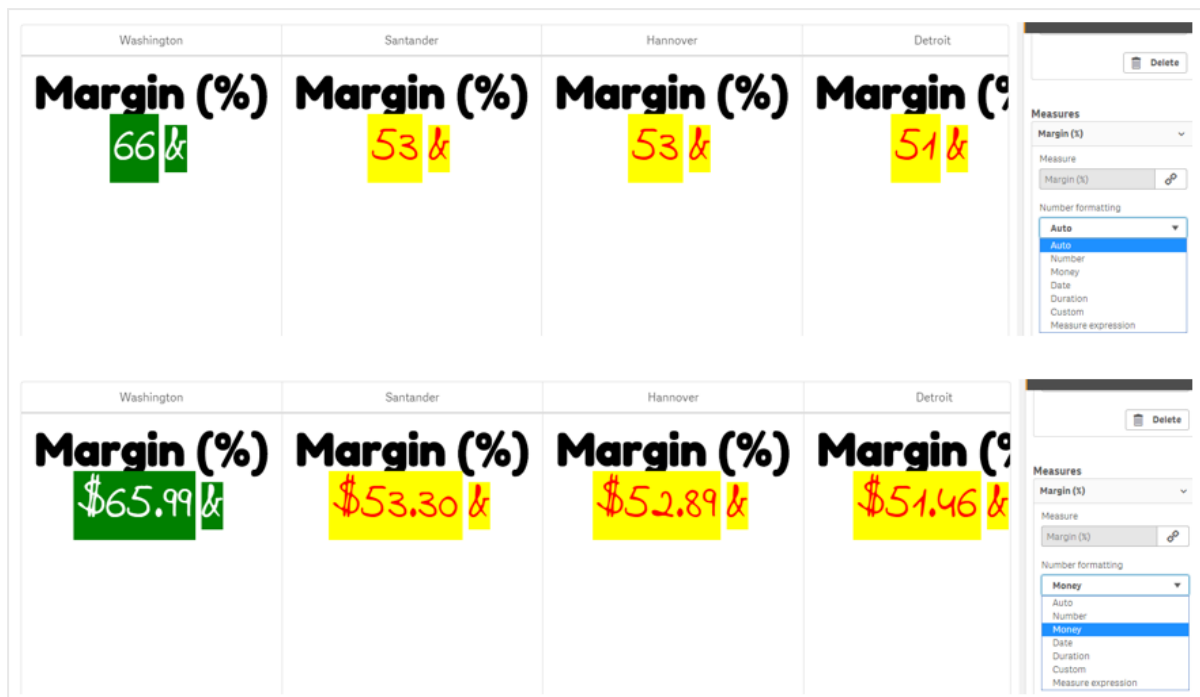 Washington Santander Hannover Detroit
Delete
Margin (%) Margin (%) Margin (%) Margin (%
66 & 53 & 53 & 51 &
Measures
Margin (%)
Measure
Margin (%)
Number formatting
Auto
Auto
Number
Money
Date
Duration
Custom
Measure expression
Washington Santander Hannover Detroit
Delete
Margin (%) Margin (%) Margin (%) Margin (%
$65.99 & $53.30 & $52.89 & $51.46 &
Measures
Margin (%)
Measure
Margin (%)
Number formatting
Money
Auto
Number
Money
Date
Duration
Custom
Measure expression